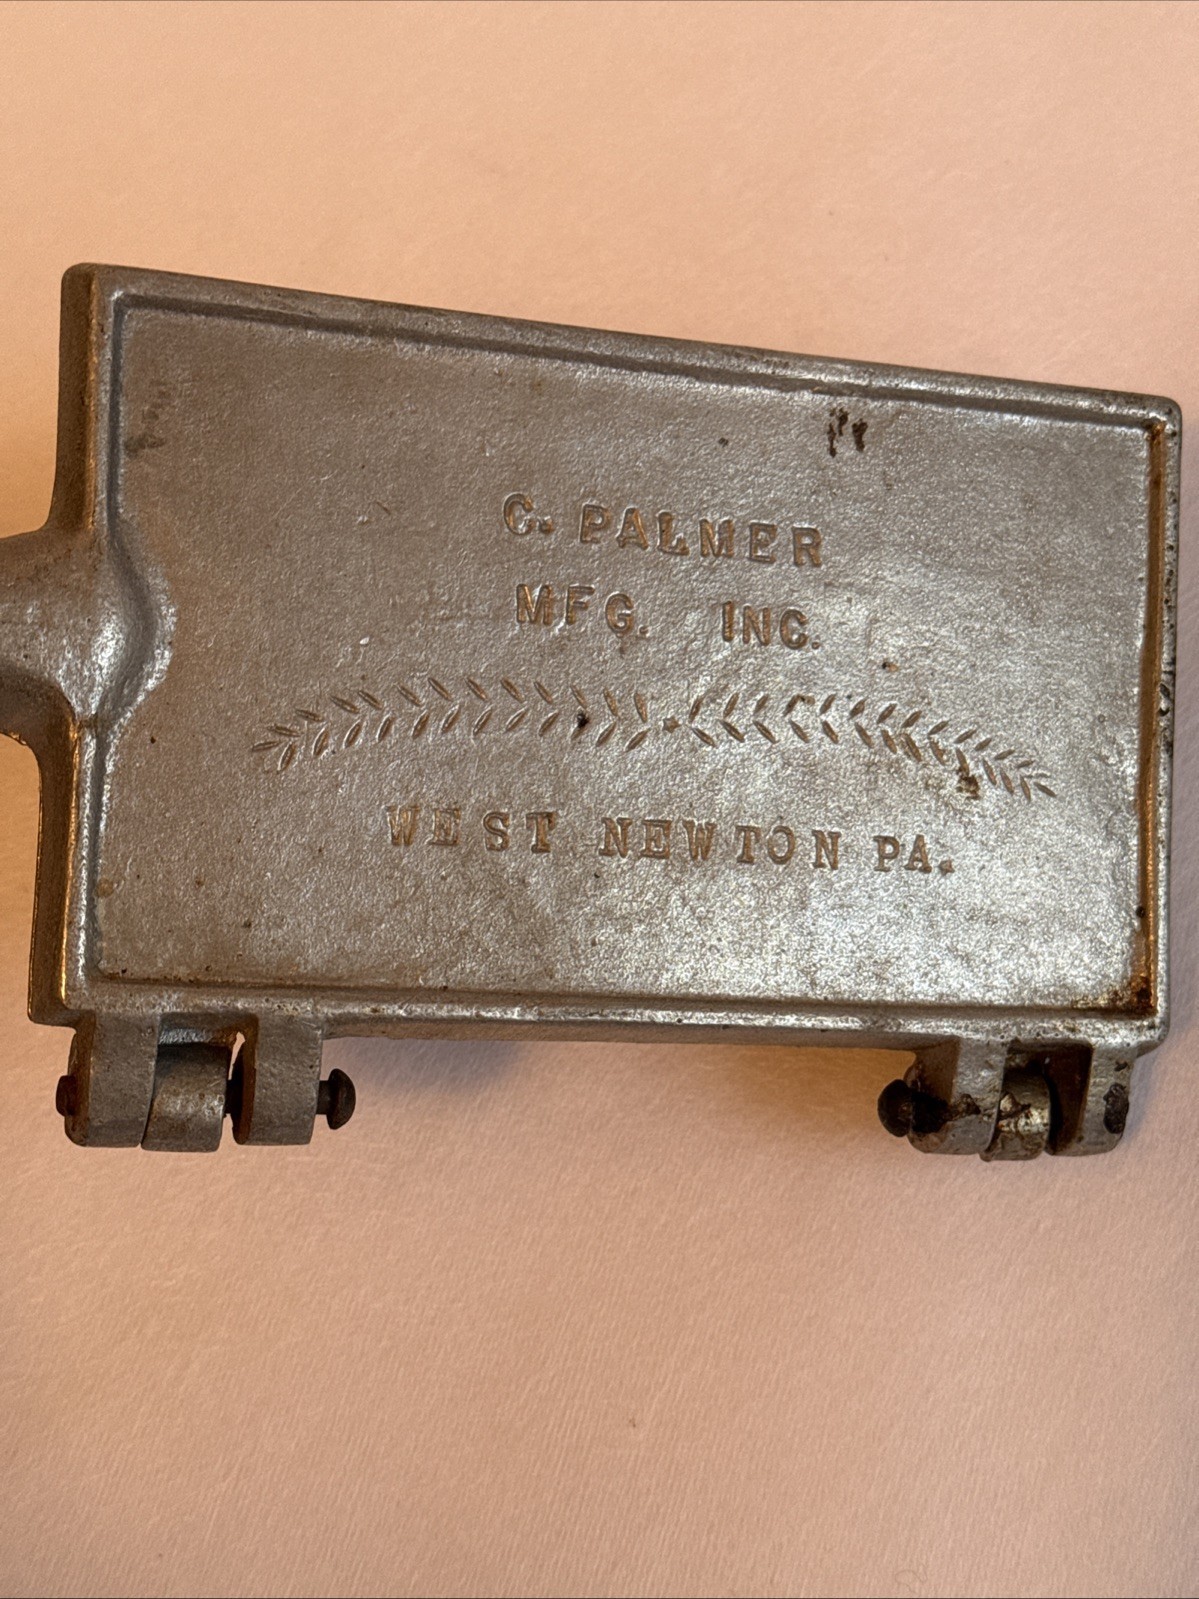 C. PALMER
MFG. INC.
WEST NEWTON PA.